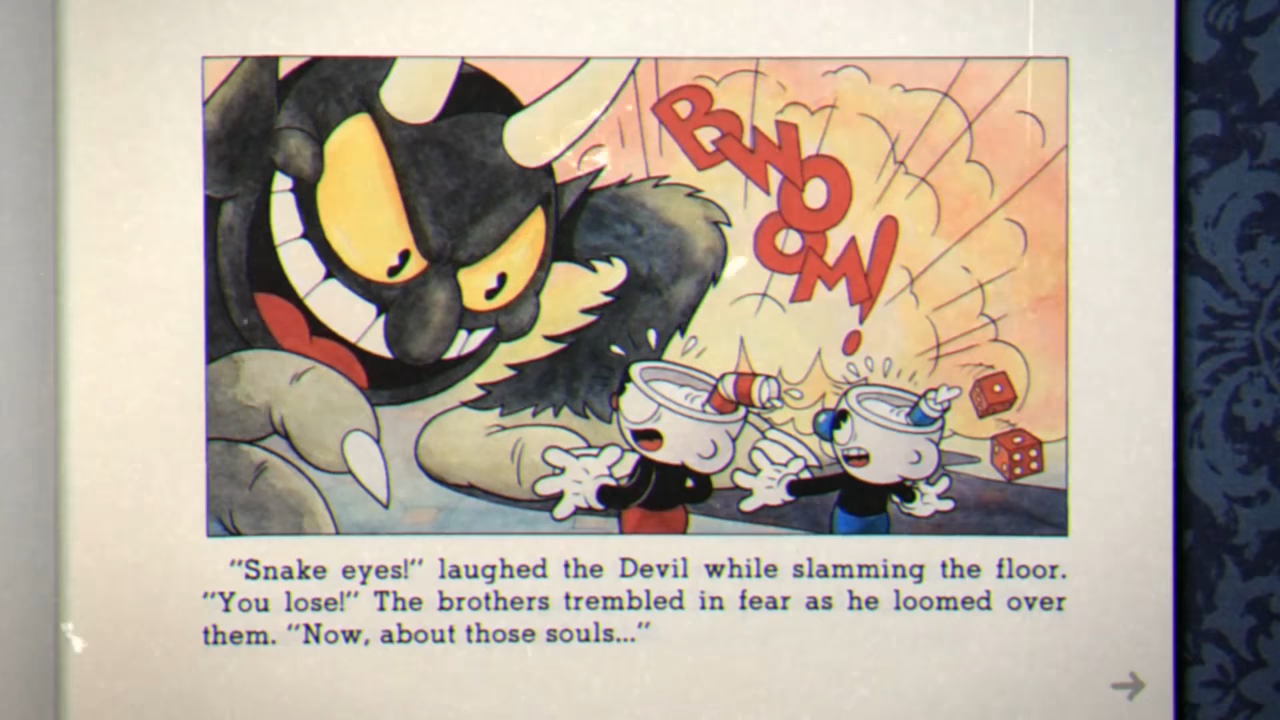 BWOOM!
"Snake eyes!" laughed the Devil while slamming the floor.
"You lose!" The brothers trembled in fear as he loomed over
them. "Now, about those souls..."